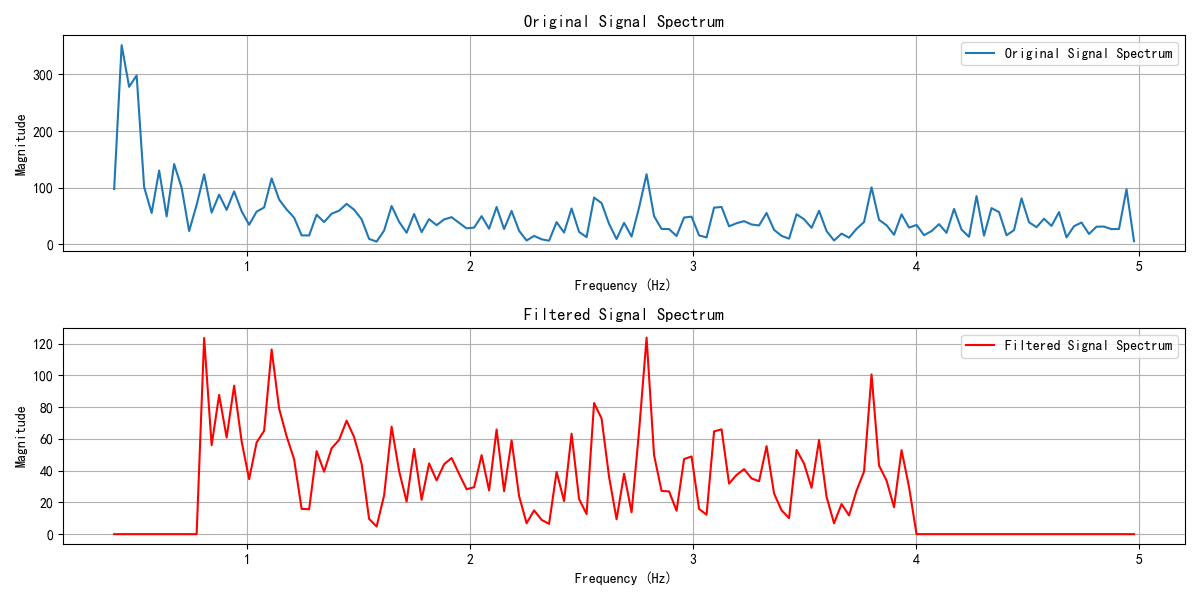 Original Signal Spectrum
Original Signal Spectrum
Magnitude
300
200
100
0
1 2 3 4 5
Frequency (Hz)
Filtered Signal Spectrum
Filtered Signal Spectrum
Magnitude
120
100
80
60
40
20
0
1 2 3 4 5
Frequency (Hz)